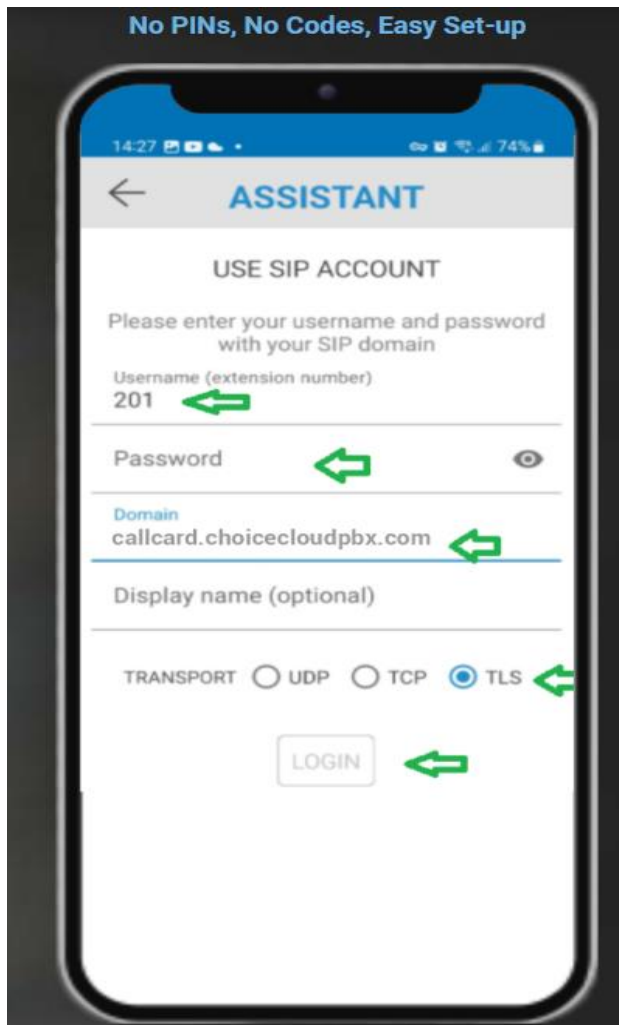 No PINs, No Codes, Easy Set-up
14:27
74%
ASSISTANT
USE SIP ACCOUNT
Please enter your username and password
with your SIP domain
Username (extension number)
201
Password
Domain
callcard.choicecloudpbx.com
Display name (optional)
TRANSPORT UDP TCP TLS
LOGIN